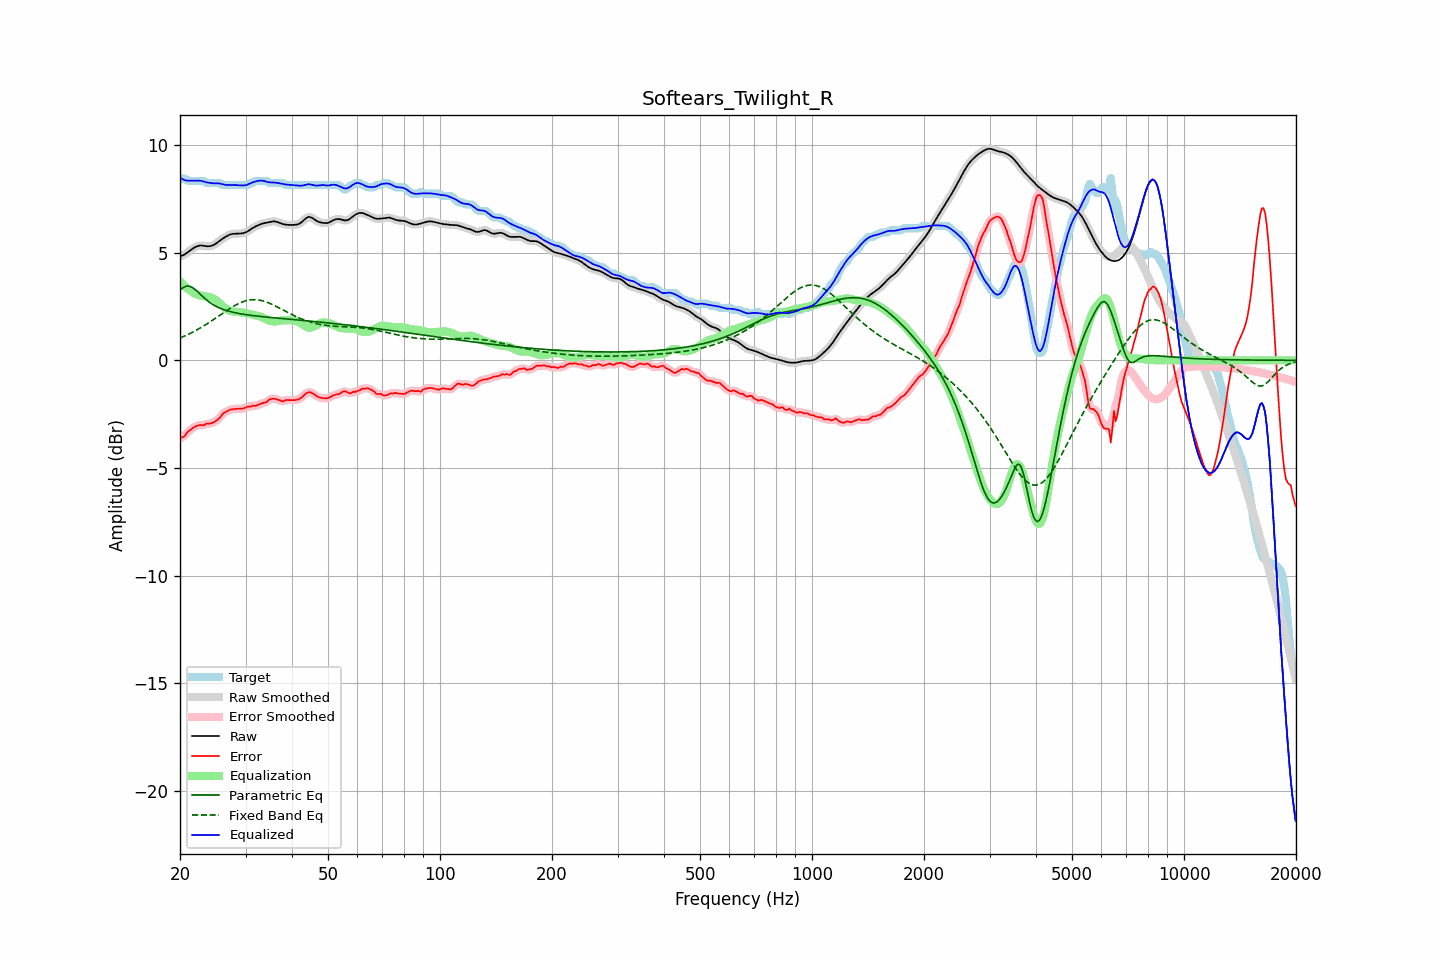 Softears_Twilight_R
10
5
0
−5
−10
−15
−20
Amplitude (dBr)
Target
Raw Smoothed
Error Smoothed
Raw
Error
Equalization
Parametric Eq
Fixed Band Eq
Equalized
20 50 100 200 500 1000 2000 5000 10000 20000
Frequency (Hz)